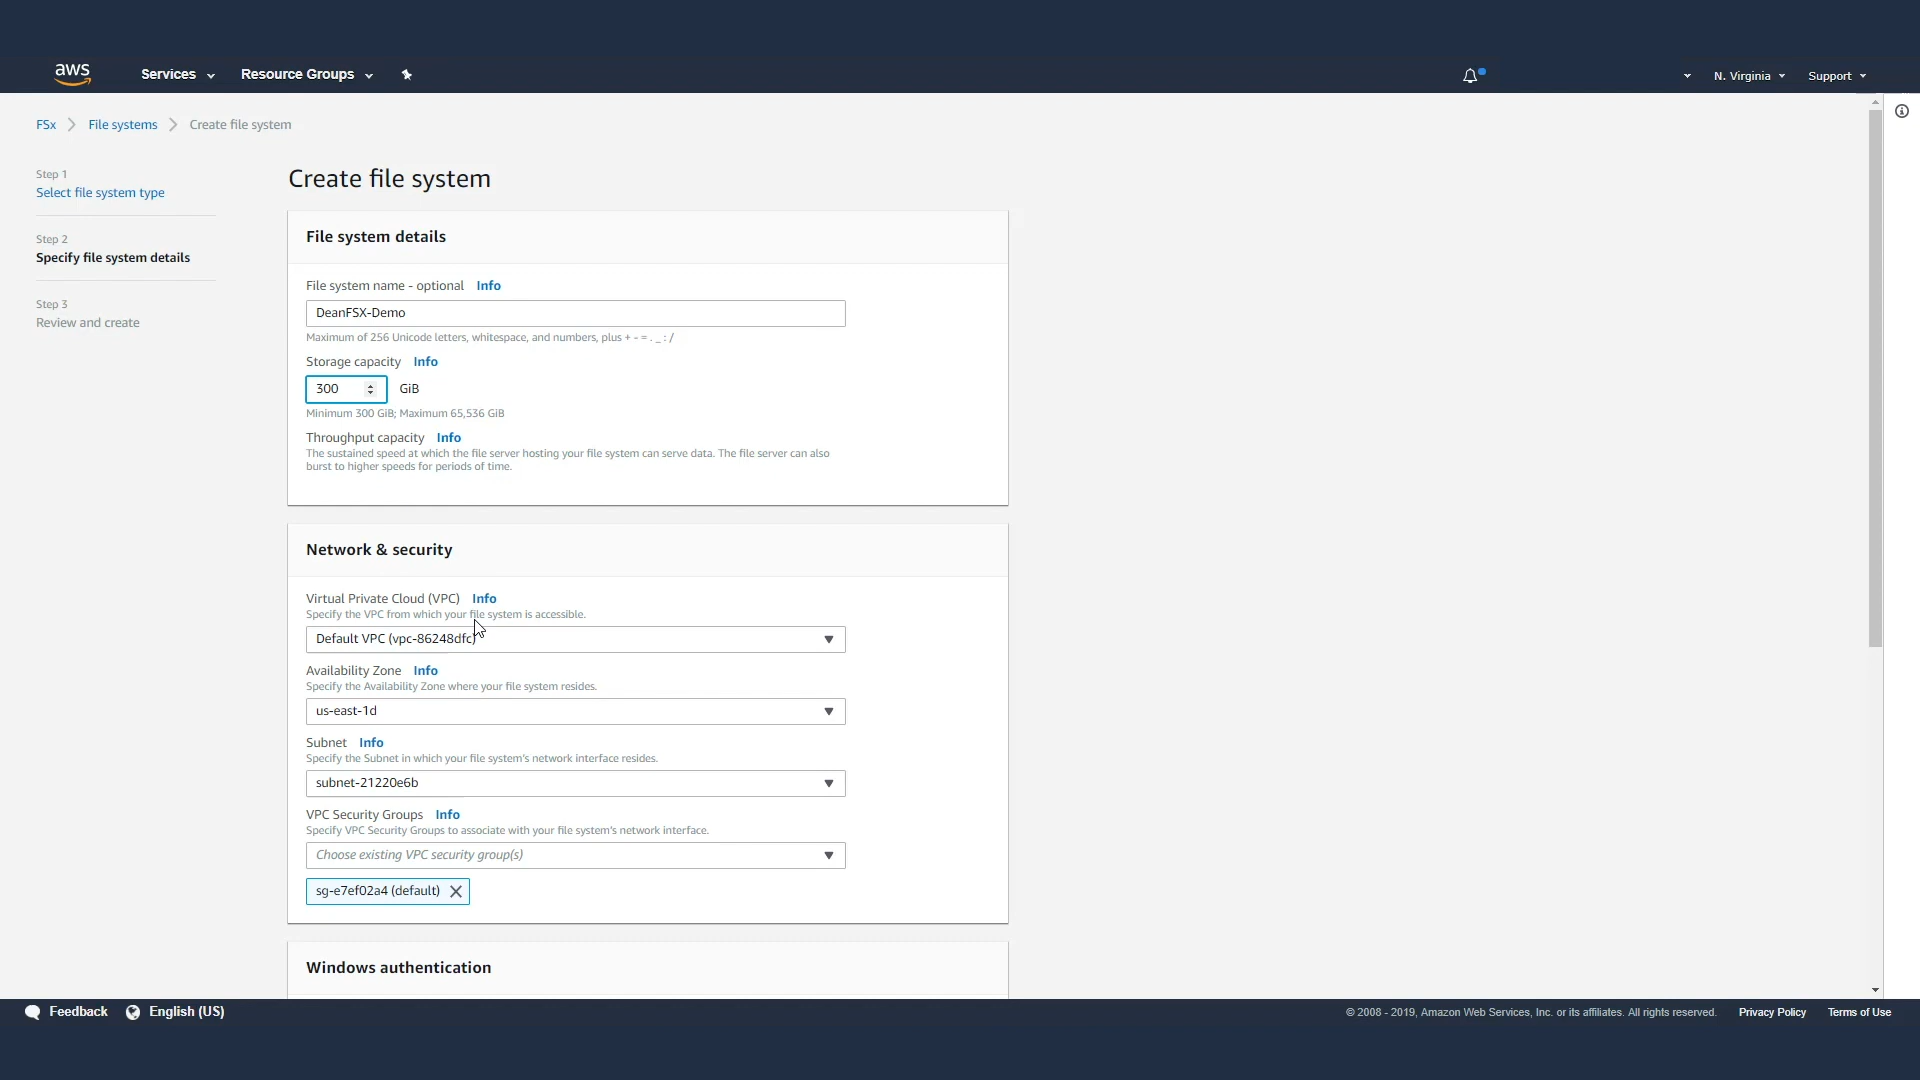 aws
Services
Resource Groups
N. Virginia
Support
FSx
File systems
Create file system
Step 1
Select file system type
Step 2
Specify file system details
Step 3
Review and create
Create file system
File system details
File system name - optional Info
DeanFSX-Demo
Maximum of 256 Unicode letters, whitespace, and numbers, plus + - = . _ : /
Storage capacity Info
300 GiB
Minimum 300 GiB; Maximum 65,536 GiB
Throughput capacity Info
The sustained speed at which the file server hosting your file system can serve data. The file server can also
burst to higher speeds for periods of time.
Network & security
Virtual Private Cloud (VPC) Info
Specify the VPC from which your file system is accessible.
Default VPC (vpc-86248dfc)
Availability Zone Info
Specify the Availability Zone where your file system resides.
us-east-1d
Subnet Info
Specify the Subnet in which your file system's network interface resides.
subnet-21220e6b
VPC Security Groups Info
Specify VPC Security Groups to associate with your file system's network interface.
Choose existing VPC security group(s)
sg-e7ef02a4 (default)
Windows authentication
Feedback
English (US)
© 2008 - 2019, Amazon Web Services, Inc. or its affiliates. All rights reserved.
Privacy Policy
Terms of Use